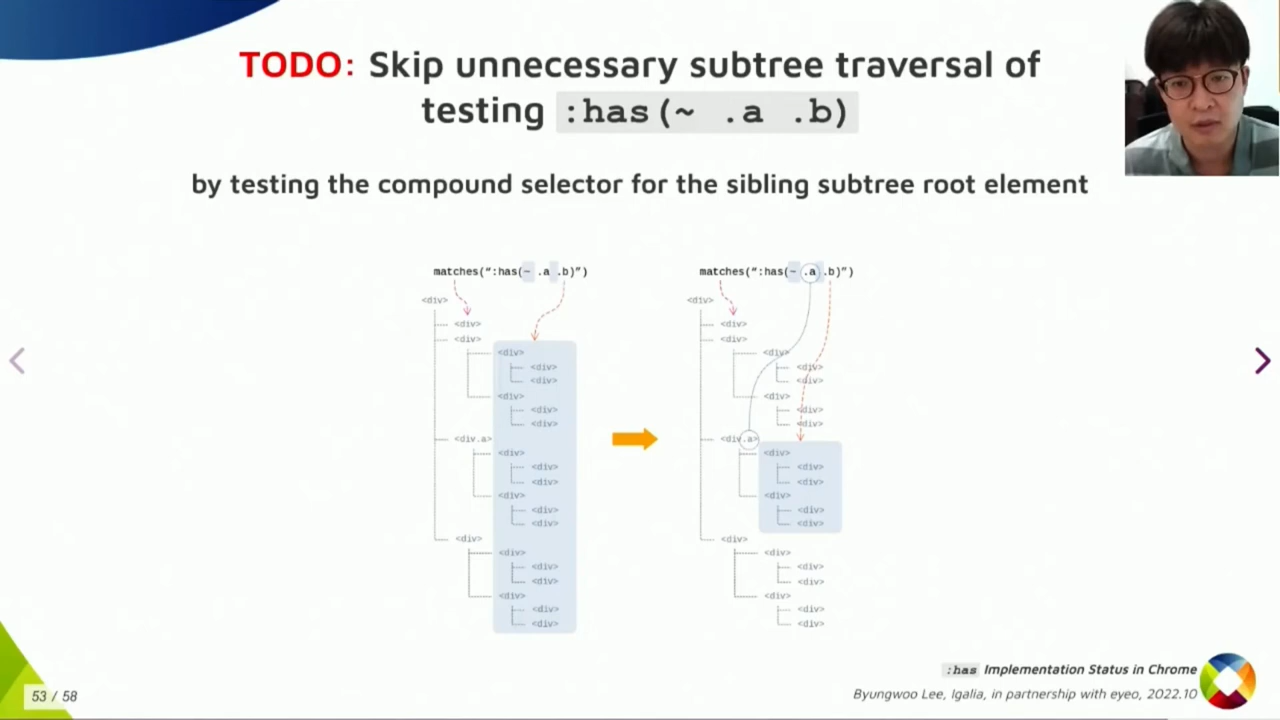 TODO: Skip unnecessary subtree traversal of
testing :has(~ .a .b)
by testing the compound selector for the sibling subtree root element
matches(“:has(~ .a .b)”)
<div>
<div>
<div>
<div>
<div>
<div>
<div>
<div>
<div>
<div.a>
<div>
<div>
<div>
<div>
<div>
<div>
<div>
<div>
<div>
<div>
<div>
<div>
<div>
matches(“:has(~ .a .b)”)
<div>
<div>
<div>
<div>
<div>
<div>
<div>
<div>
<div>
<div.a>
<div>
<div>
<div>
<div>
<div>
<div>
<div>
<div>
<div>
<div>
<div>
<div>
<div>
:has Implementation Status in Chrome
Byungwoo Lee, Igalia, in partnership with eyeo, 2022.10
53 / 58